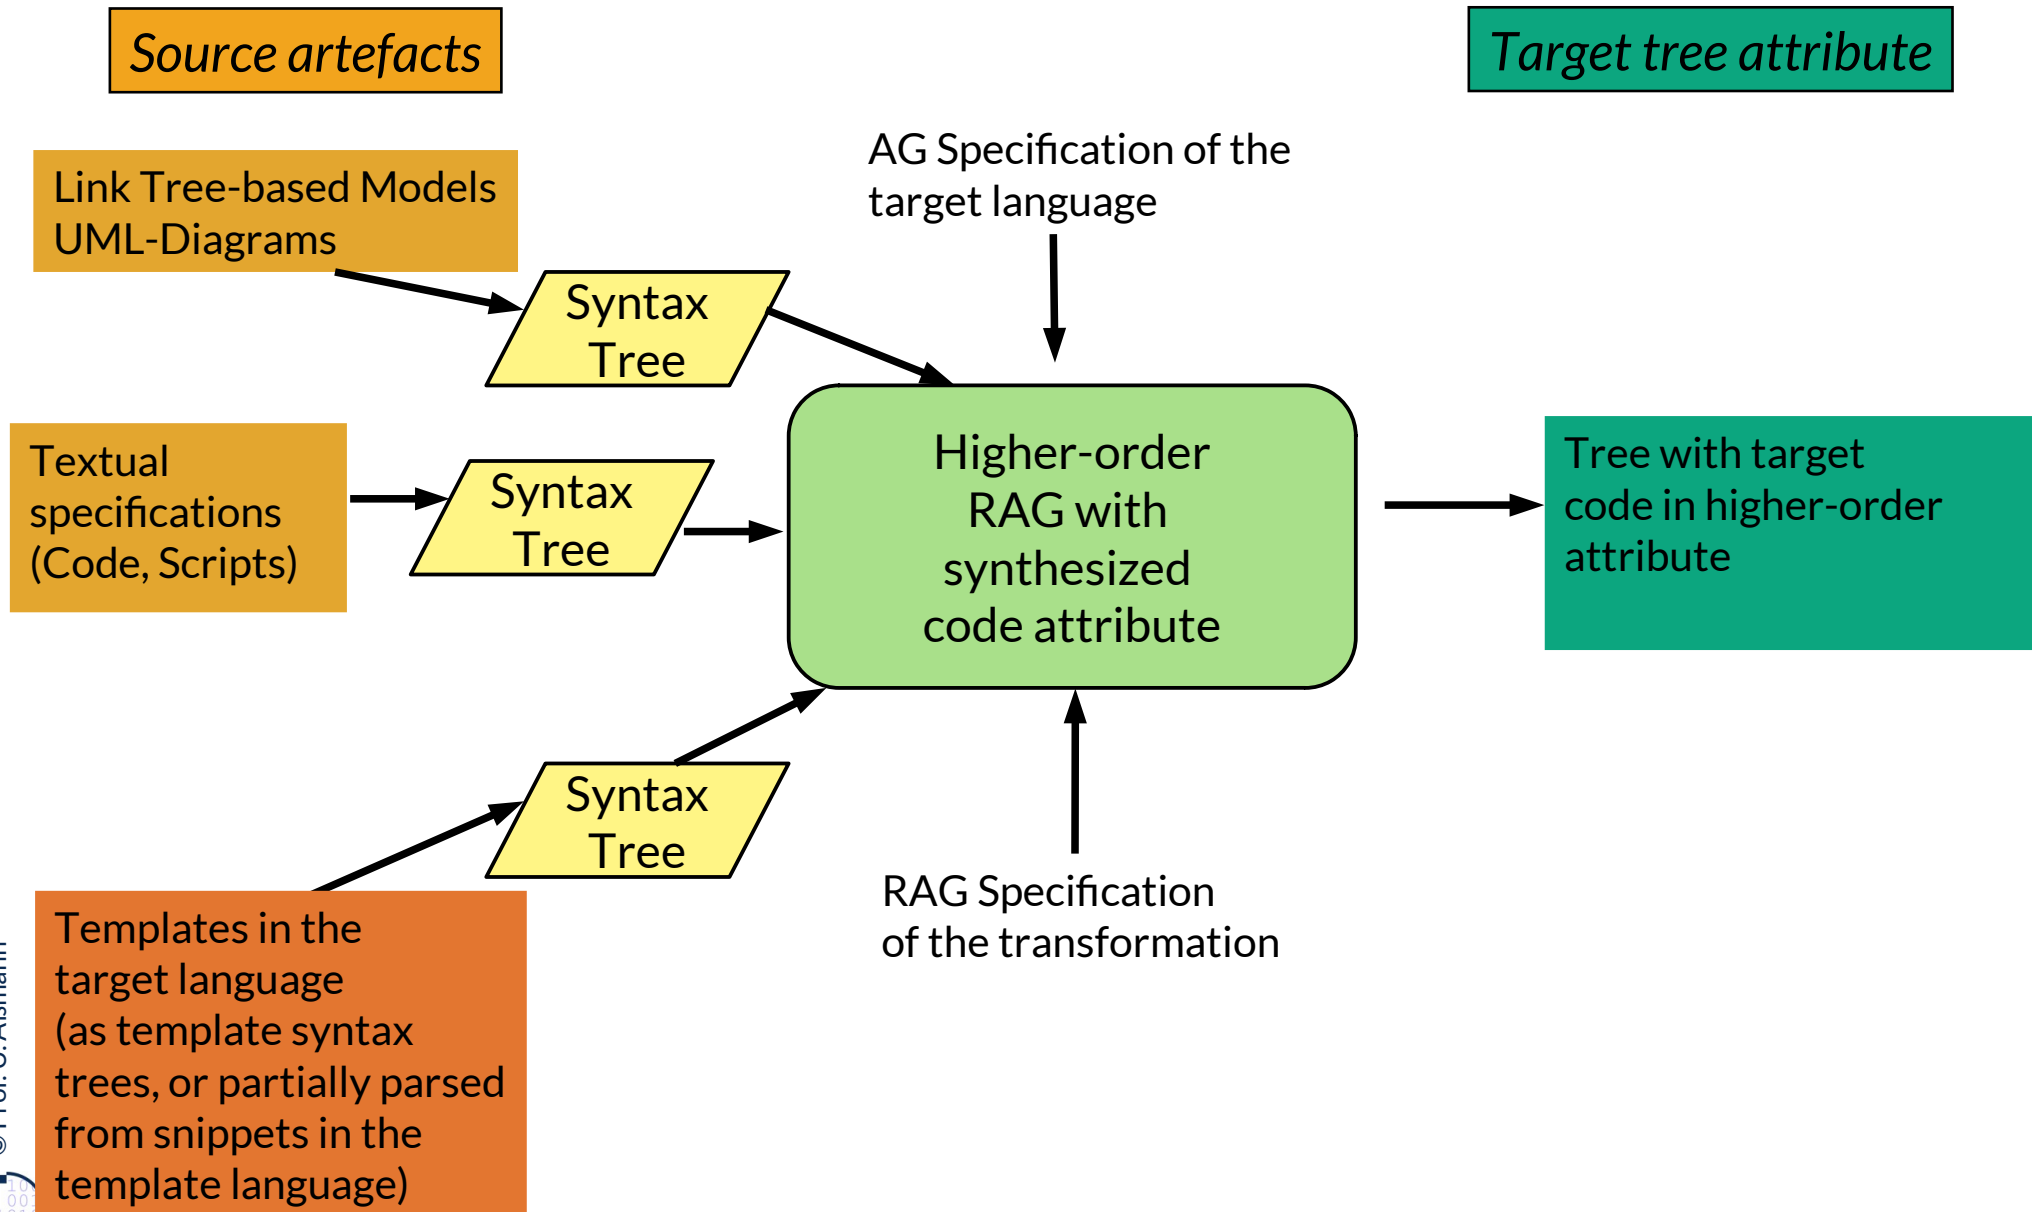 Source artefacts
Target tree attribute
Link Tree-based Models
UML-Diagrams
AG Specification of the
target language
Syntax
Tree
Textual
specifications
(Code, Scripts)
Syntax
Tree
Higher-order
RAG with
synthesized
code attribute
Tree with target
code in higher-order
attribute
Syntax
Tree
RAG Specification
of the transformation
Templates in the
target language
(as template syntax
trees, or partially parsed
from snippets in the
template language)